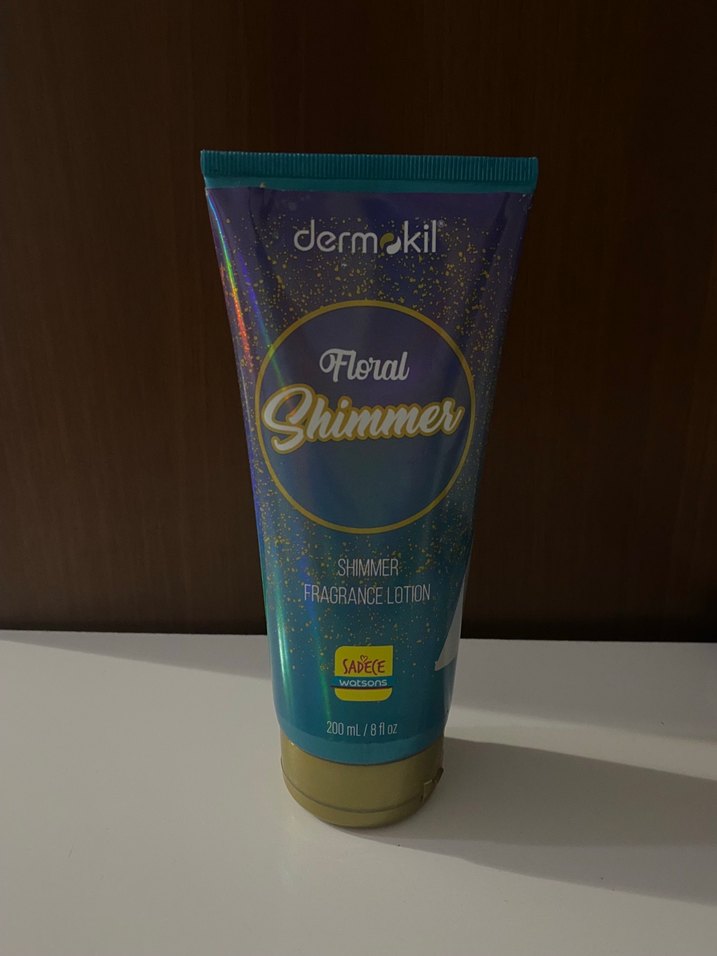 dermokil®
Floral
Shimmer
SHIMMER
FRAGRANCE LOTION
SADECE
watsons
200 mL / 8 fl oz